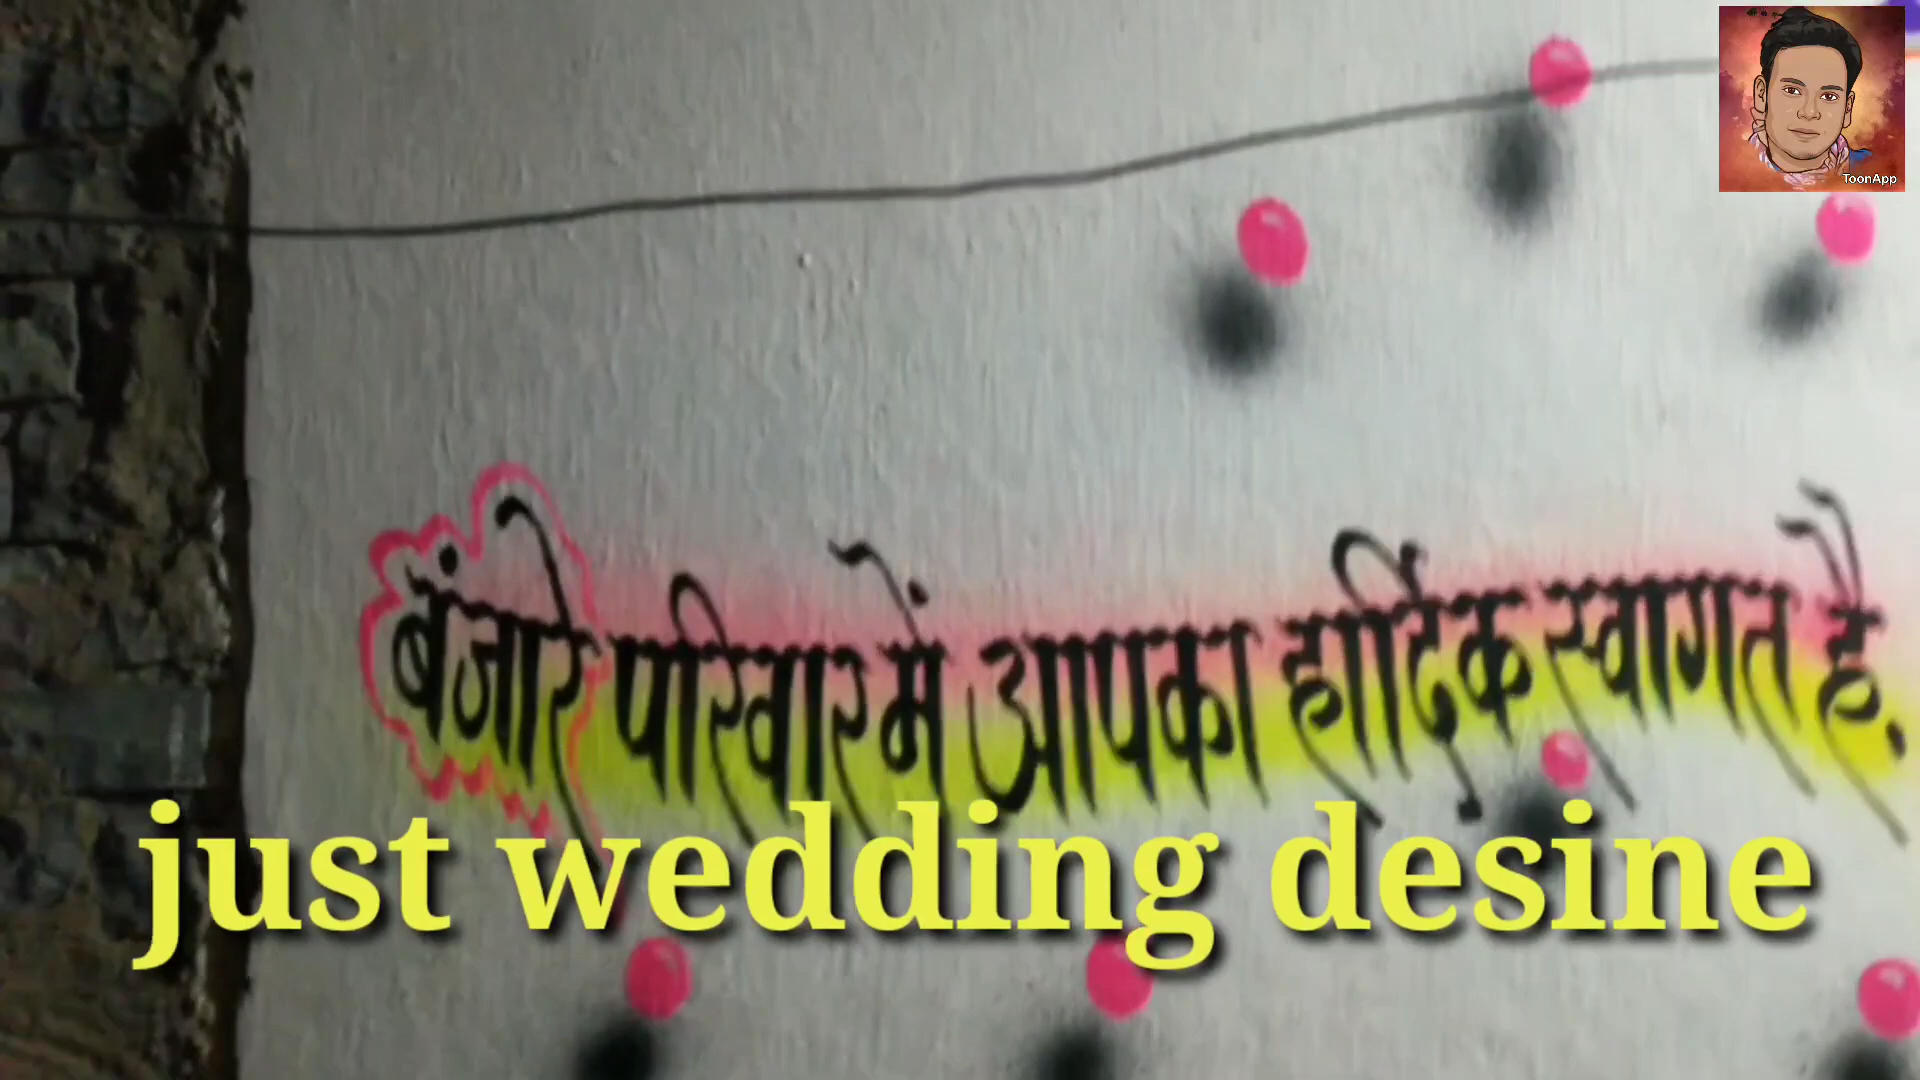 ToonApp
बंजारे परिवार में आपका हार्दिक स्वागत है.
just wedding desine